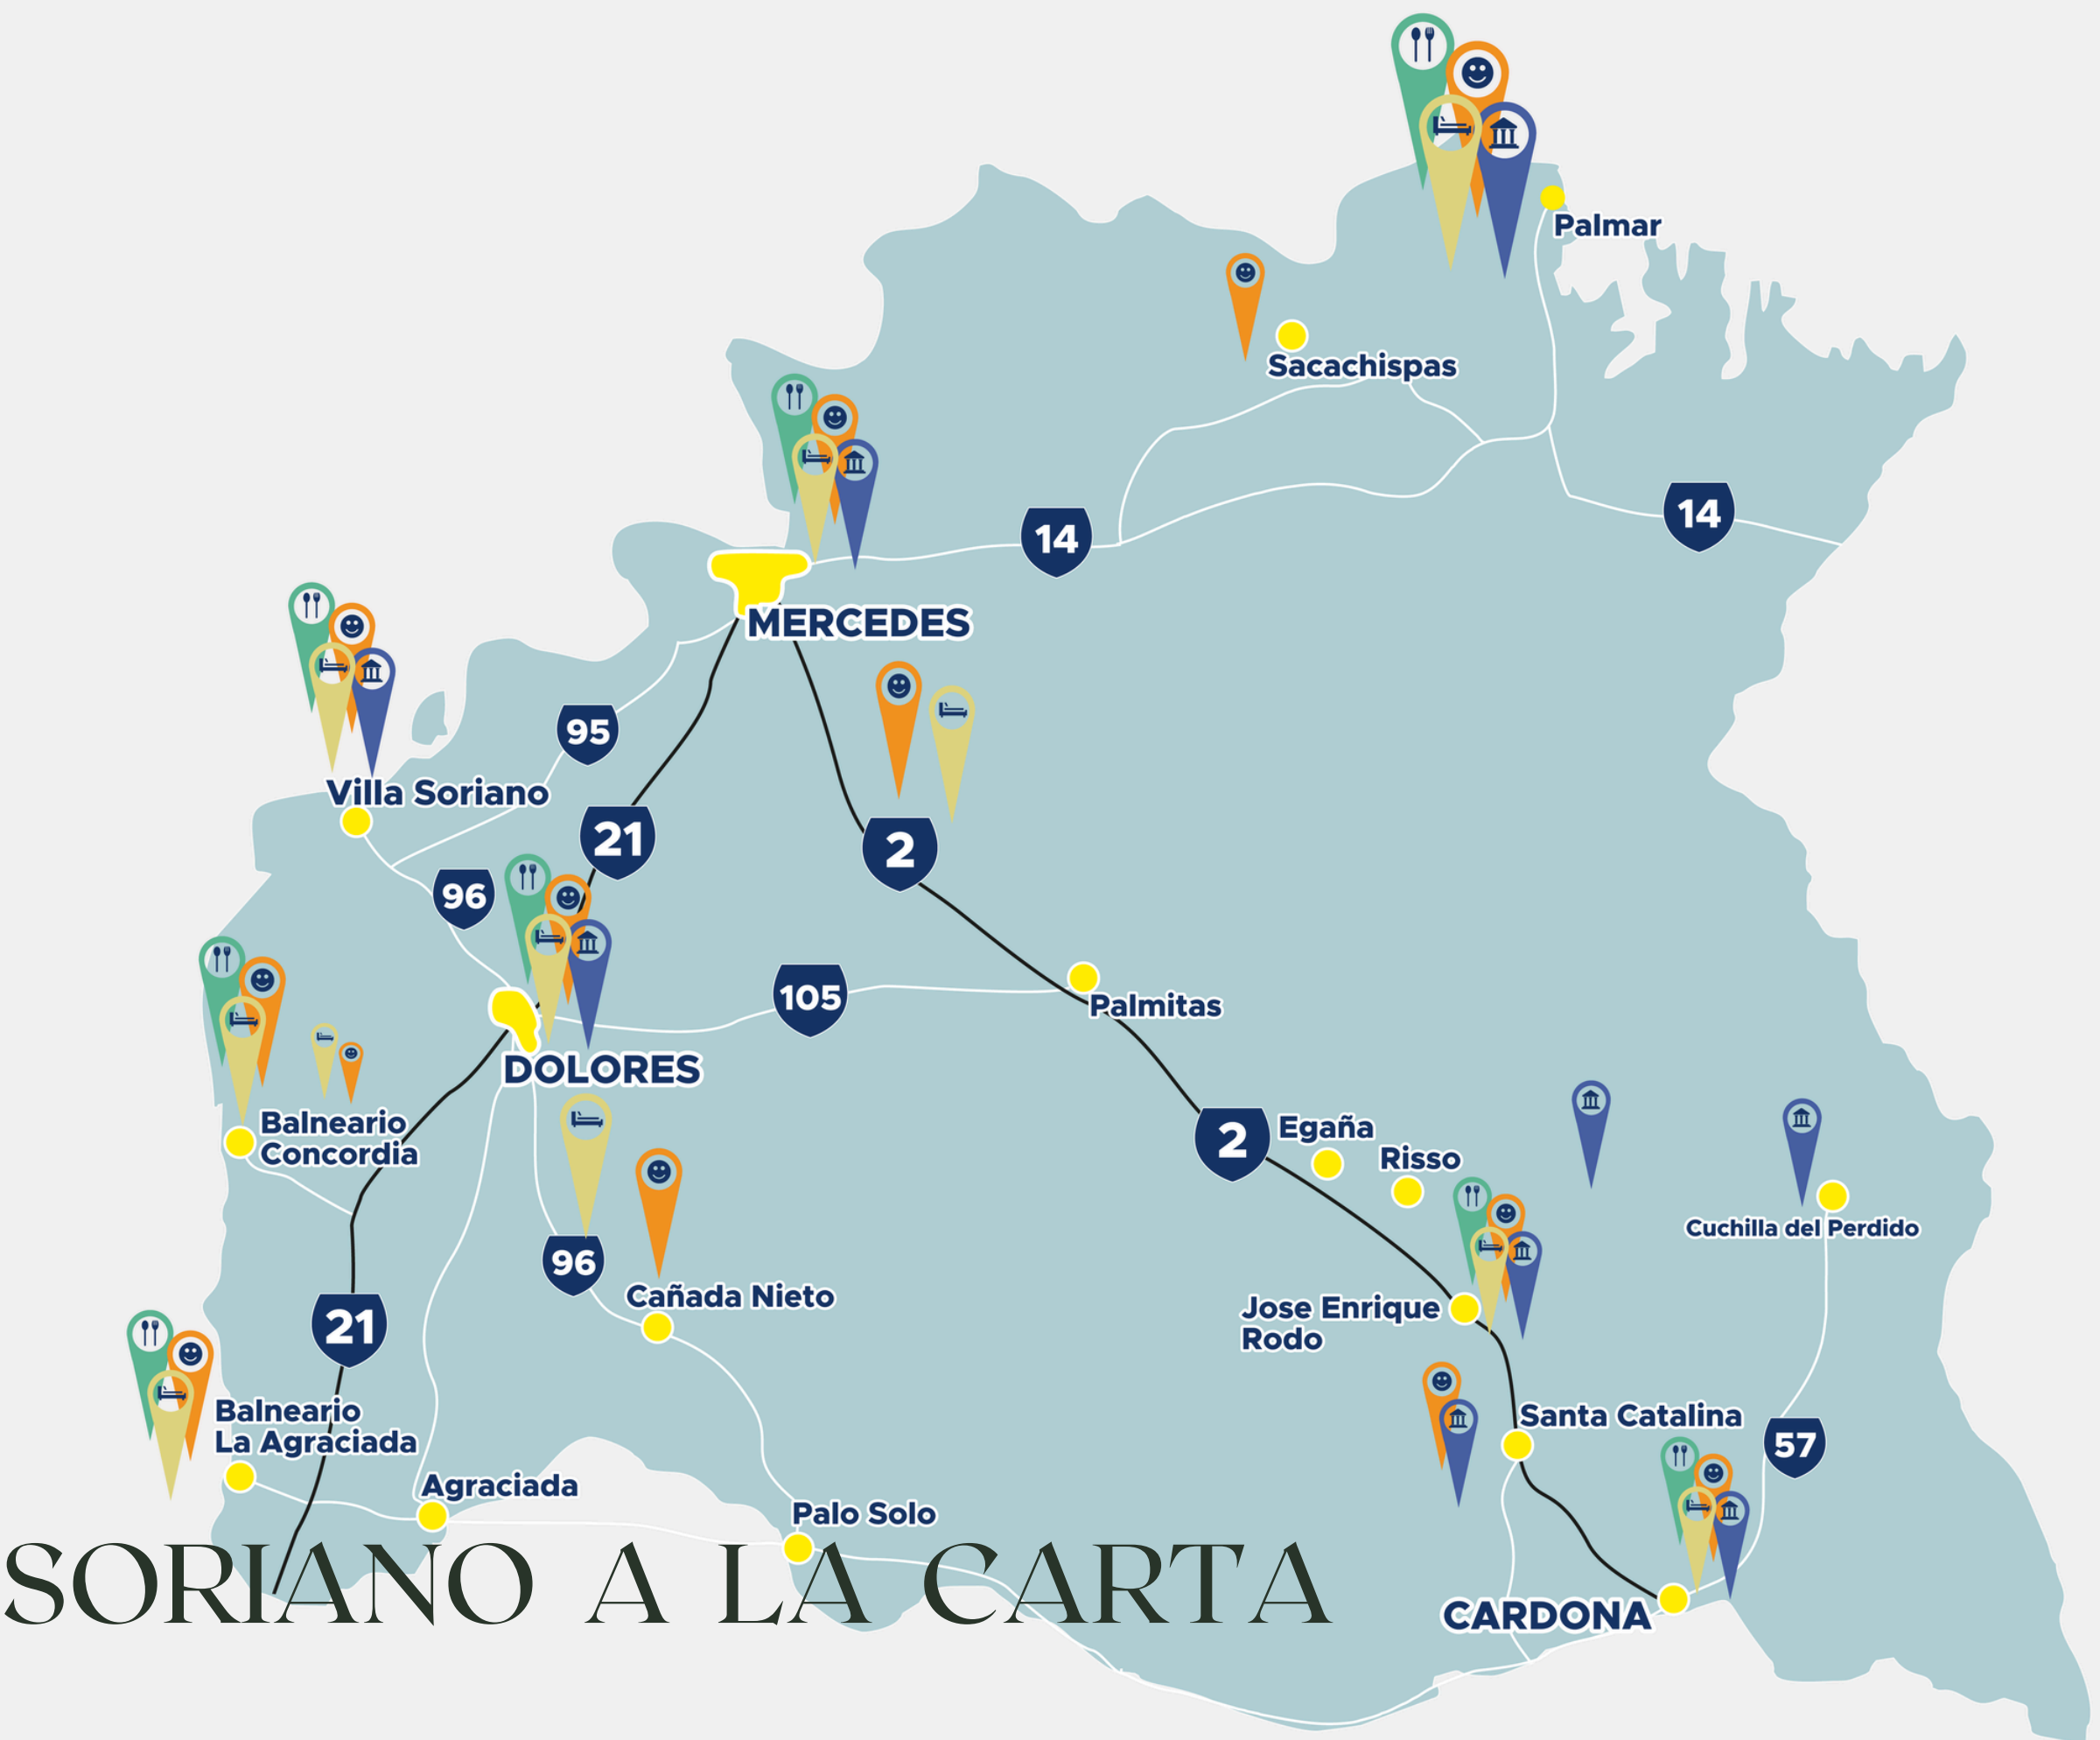 Palmar
Sacachispas
14
14
MERCEDES
95
Villa Soriano
21
2
96
105
Palmitas
DOLORES
Balneario
Concordia
2
Egaña
Risso
Cuchilla del Perdido
96
Cañada Nieto
Jose Enrique
Rodo
21
Balneario
La Agraciada
Santa Catalina
57
Agraciada
Palo Solo
SORIANO A LA CARTA
CARDONA